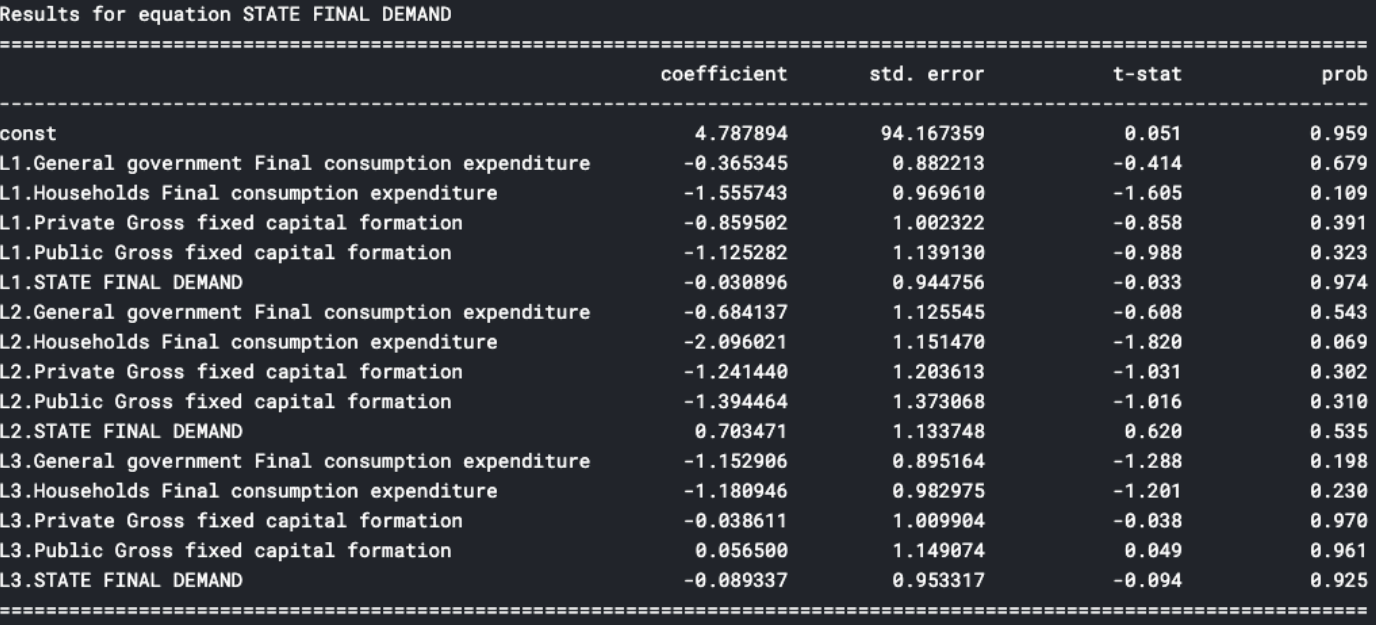 Results for equation STATE FINAL DEMAND
==============================================================================================================
coefficient std. error t-stat prob
--------------------------------------------------------------------------------------------------------------
const 4.787894 94.167359 0.051 0.959
L1.General government Final consumption expenditure -0.365345 0.882213 -0.414 0.679
L1.Households Final consumption expenditure -1.555743 0.969610 -1.605 0.109
L1.Private Gross fixed capital formation -0.859502 1.002322 -0.858 0.391
L1.Public Gross fixed capital formation -1.125282 1.139130 -0.988 0.323
L1.STATE FINAL DEMAND -0.030896 0.944756 -0.033 0.974
L2.General government Final consumption expenditure -0.684137 1.125545 -0.608 0.543
L2.Households Final consumption expenditure -2.096021 1.151470 -1.820 0.069
L2.Private Gross fixed capital formation -1.241440 1.203613 -1.031 0.302
L2.Public Gross fixed capital formation -1.394464 1.373068 -1.016 0.310
L2.STATE FINAL DEMAND 0.703471 1.133748 0.620 0.535
L3.General government Final consumption expenditure -1.152906 0.895164 -1.288 0.198
L3.Households Final consumption expenditure -1.180946 0.982975 -1.201 0.230
L3.Private Gross fixed capital formation -0.038611 1.009904 -0.038 0.970
L3.Public Gross fixed capital formation 0.056500 1.149074 0.049 0.961
L3.STATE FINAL DEMAND -0.089337 0.953317 -0.094 0.925
==============================================================================================================